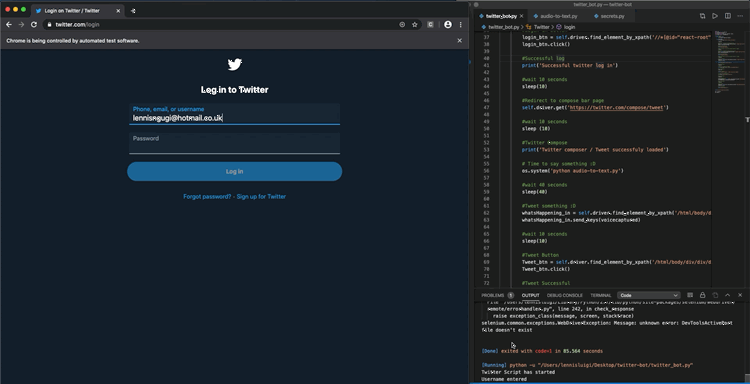 Log in on Twitter / Twitter
twitter.com/login
Chrome is being controlled by automated test software.
Log in to Twitter
Phone, email, or username
Password
Log in
Forgot password? · Sign up for Twitter
twitter_bot.py — twitter-bot
twitter_bot.py
audio-to-text.py
secrets.py
twitter_bot.py > Twitter > login
37 login_btn = self.driver.find_element_by_xpath('//*[@id="react-root"
38 login_btn.click()
39
40 #Successful log
41 print('Successful twitter log in')
42
43 #wait 10 seconds
44 sleep(10)
45
46 #Redirect to compose bar page
47 self.driver.get('https://twitter.com/compose/tweet')
48
49 #wait 10 seconds
50 sleep (10)
51
52 #Twitter compose
53 print('Twitter composer / Tweet successfuly loaded')
54
55 # Time to say something :D
56 os.system('python audio-to-text.py')
57
58 #wait 40 seconds
59 sleep(40)
60
61 #Tweet something :D
62 whatsHappening_in = self.driver.find_element_by_xpath('/html/body/d
63 whatsHappening_in.send_keys(voicecaptured)
64
65 #wait 10 seconds
66 sleep(10)
67
68 #Tweet Button
69 Tweet_btn = self.driver.find_element_by_xpath('/html/body/div/div/d
70 Tweet_btn.click()
71
72 #Tweet Successful
PROBLEMS 1 OUTPUT DEBUG CONSOLE TERMINAL Code
remote/errorhandler.py", line 242, in check_response
raise exception_class(message, screen, stacktrace)
selenium.common.exceptions.WebDriverException: Message: unknown error: DevToolsActivePort
file doesn't exist
[Done] exited with code=1 in 85.564 seconds
[Running] python -u "/Users/lennisluigi/Desktop/twitter-bot/twitter_bot.py"
Twitter Script has started
Username entered